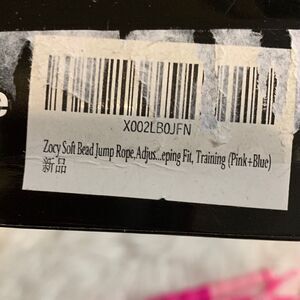 e
X002LB0JFN
Zocy Soft Bead Jump Rope,Adjus...eping Fit, Training (Pink+Blue)
新品